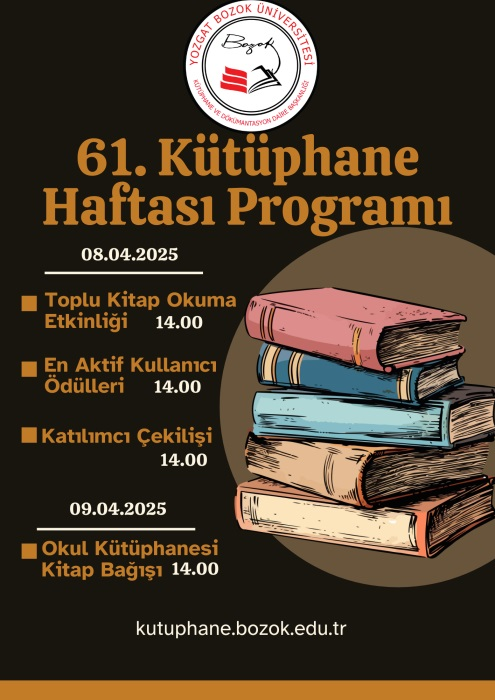 YOZGAT BOZOK ÜNİVERSİTESİ
Bozok
KÜTÜPHANE VE DOKÜMANTASYON DAİRE BAŞKANLIĞI
61. Kütüphane
Haftası Programı
08.04.2025
Toplu Kitap Okuma
Etkinliği 14.00
En Aktif Kullanıcı
Ödülleri 14.00
Katılımcı Çekilişi
14.00
09.04.2025
Okul Kütüphanesi
Kitap Bağışı 14.00
kutuphane.bozok.edu.tr